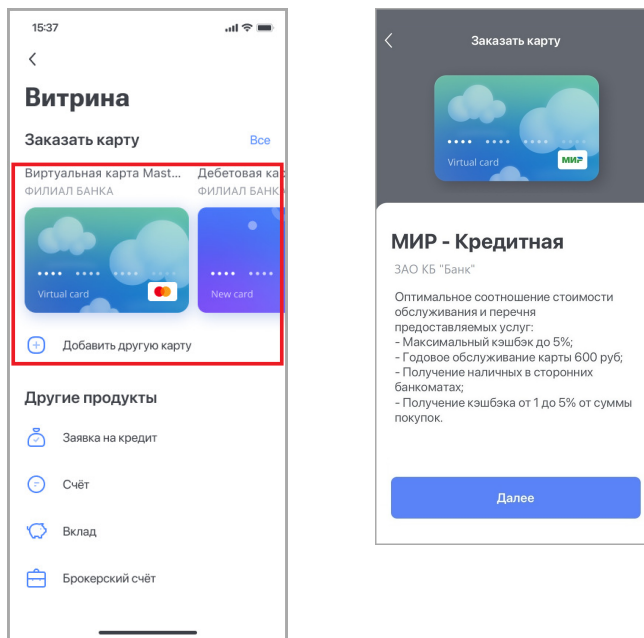 15:37
Витрина
Заказать карту
Все
Виртуальная карта Mast...
Дебетовая ка
ФИЛИАЛ БАНКА
ФИЛИАЛ БАНК
Virtual card
New card
Добавить другую карту
Другие продукты
Заявка на кредит
Счёт
Вклад
Брокерский счёт
Заказать карту
Virtual card
МИР
МИР - Кредитная
ЗАО КБ "Банк"
Оптимальное соотношение стоимости
обслуживания и перечня
предоставляемых услуг:
- Максимальный кэшбэк до 5%;
- Годовое обслуживание карты 600 руб;
- Получение наличных в сторонних
банкоматах;
- Получение кэшбэка от 1 до 5% от суммы
покупок.
Далее